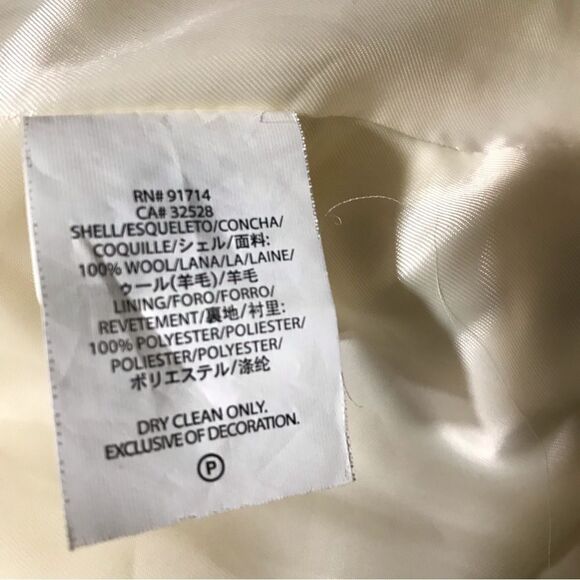 RN# 91714
CA# 32528
SHELL/ESQUELETO/CONCHA/
COQUILLE/シェル/面料:
100% WOOL/LANA/LA/LAINE/
ゥール(羊毛)/羊毛
LINING/FORO/FORRO/
REVETEMENT/裏地/衬里:
100% POLYESTER/POLIESTER/
POLIESTER/POLYESTER/
ポリエステル/涤纶
DRY CLEAN ONLY.
EXCLUSIVE OF DECORATION.
P